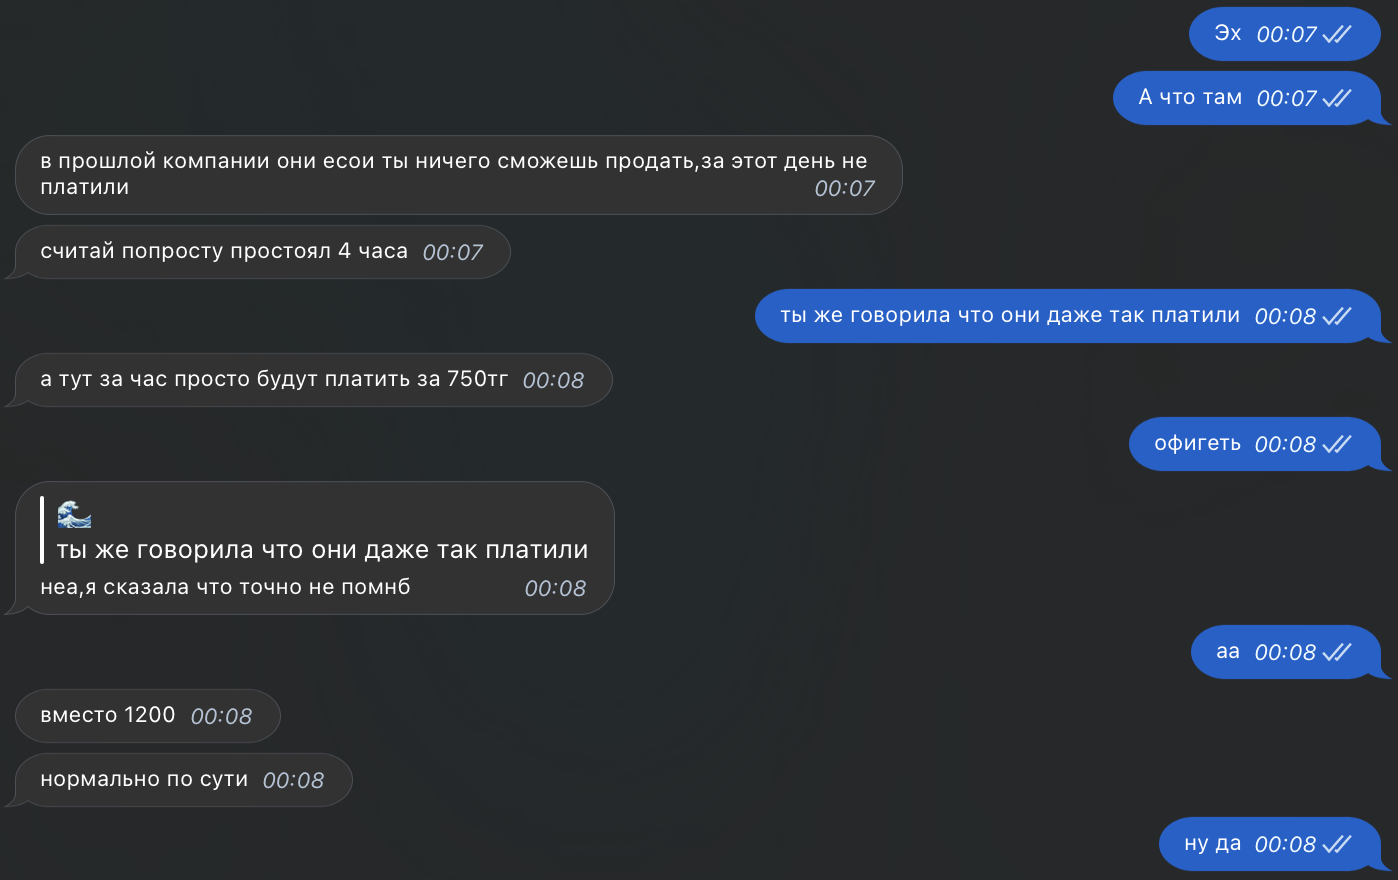 Эх 00:07
А что там 00:07
в прошлой компании они есои ты ничего сможешь продать,за этот день не
платили 00:07
считай попросту простоял 4 часа 00:07
ты же говорила что они даже так платили 00:08
а тут за час просто будут платить за 750тг 00:08
офигеть 00:08
🌊
ты же говорила что они даже так платили
неа,я сказала что точно не помнб 00:08
аа 00:08
вместо 1200 00:08
нормально по сути 00:08
ну да 00:08